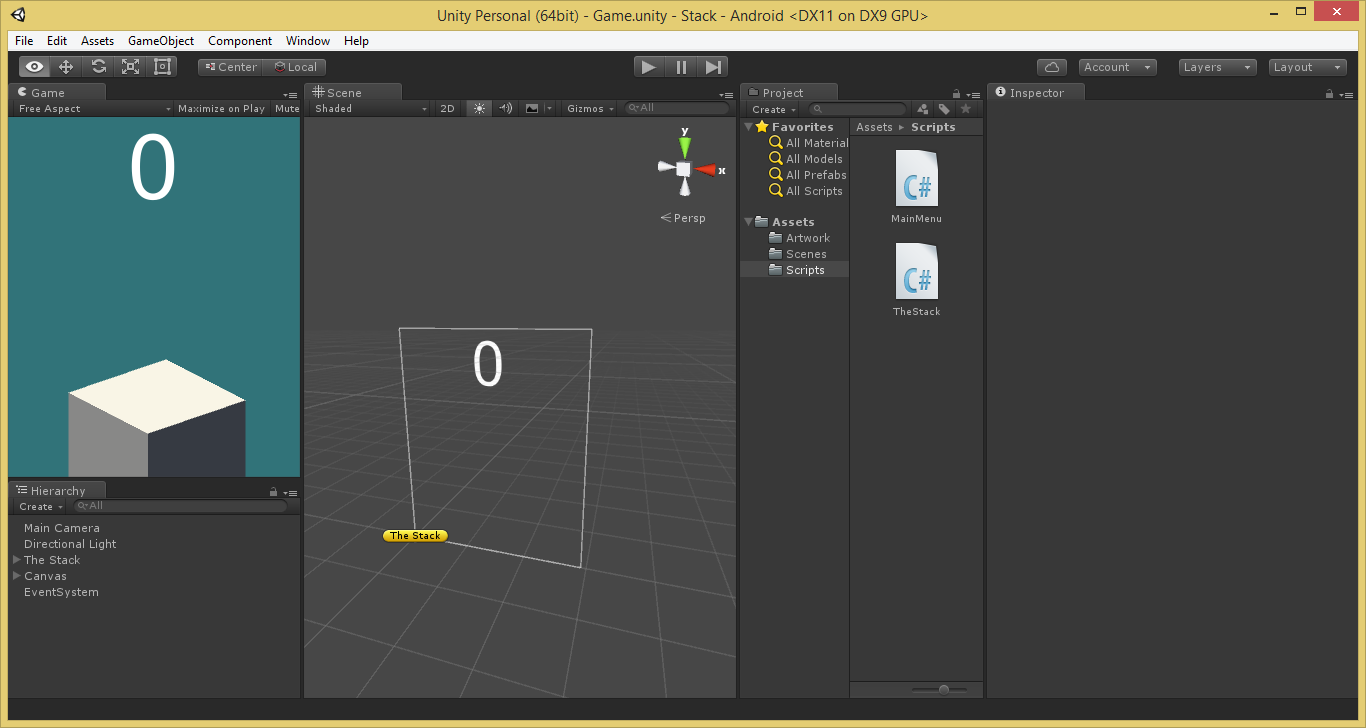 Unity Personal (64bit) - Game.unity - Stack - Android <DX11 on DX9 GPU>
File Edit Assets GameObject Component Window Help
Center Local Account Layers Layout
Game
Free Aspect Maximize on Play Mute
0
Hierarchy
Create All
Main Camera
Directional Light
The Stack
Canvas
EventSystem
Scene
Shaded 2D Gizmos All
y
x
Persp
0
The Stack
Project
Create
Favorites
All Material
All Models
All Prefabs
All Scripts
Assets
Artwork
Scenes
Scripts
Assets Scripts
C#
MainMenu
C#
TheStack
Inspector